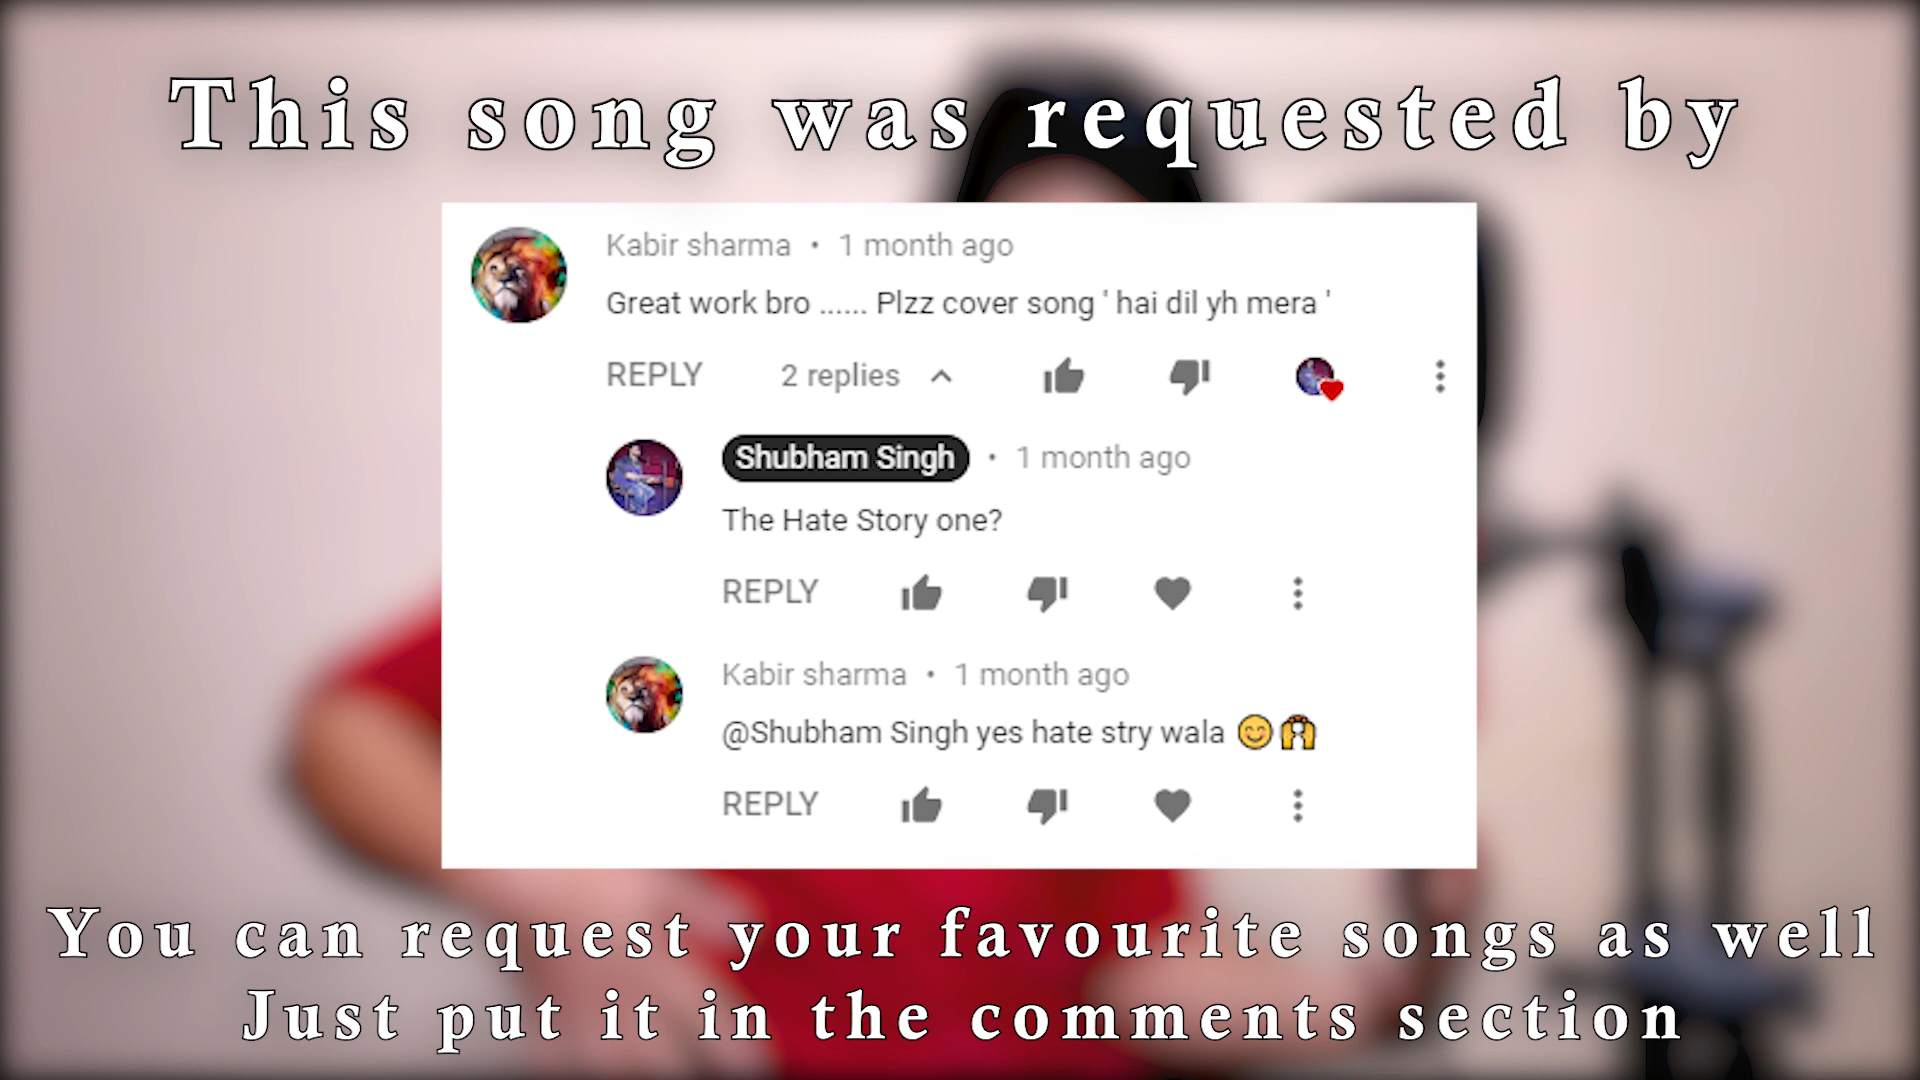 This song was requested by
Kabir sharma • 1 month ago
Great work bro ...... Plzz cover song ' hai dil yh mera '
REPLY 2 replies
Shubham Singh • 1 month ago
The Hate Story one?
REPLY
Kabir sharma • 1 month ago
@Shubham Singh yes hate stry wala 😊🙌
REPLY
You can request your favourite songs as well
Just put it in the comments section